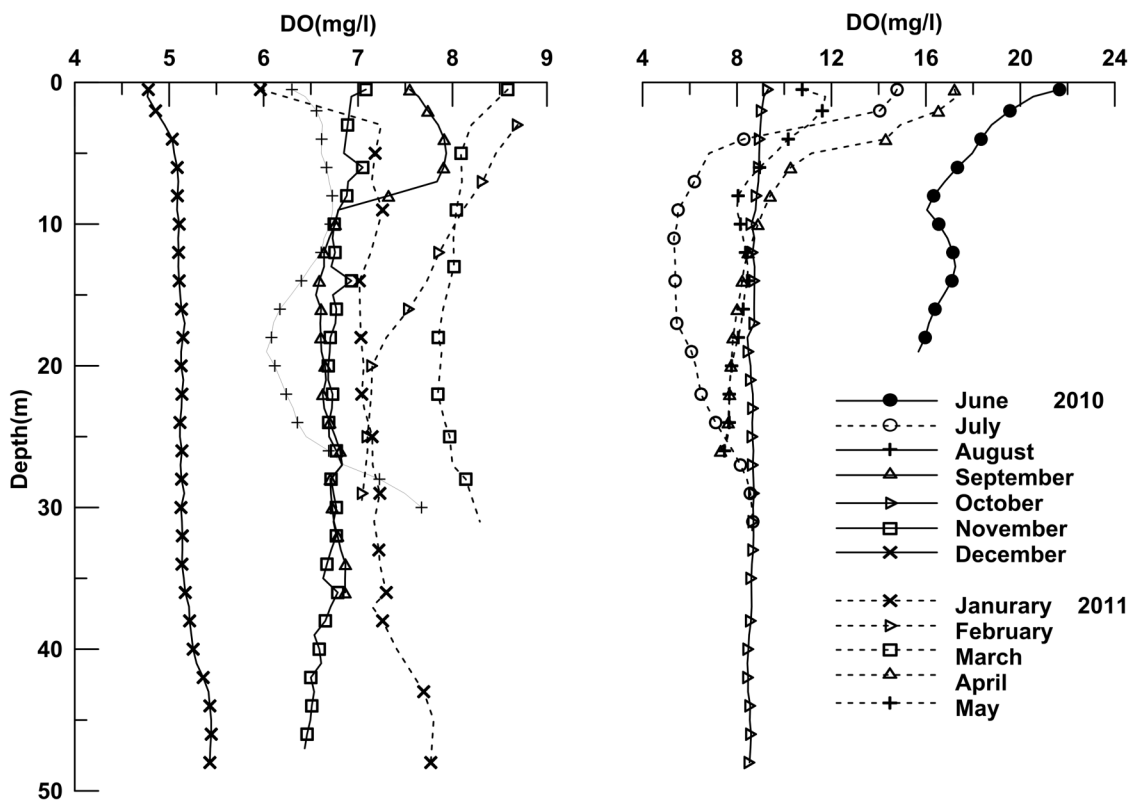 DO(mg/l) DO(mg/l)
4 5 6 7 8 9 4 8 12 16 20 24
0
10
20
30
40
50
Depth(m)
June 2010
July
August
September
October
November
December
Janurary 2011
February
March
April
May